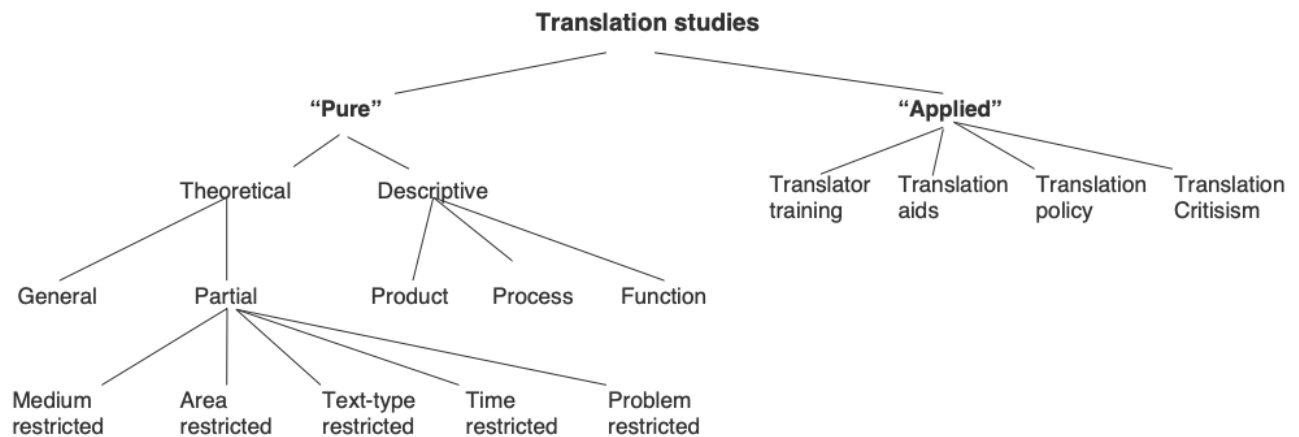 Translation studies
“Pure”
“Applied”
Theoretical
Descriptive
Translator
training
Translation
aids
Translation
policy
Translation
Critisism
General
Partial
Product
Process
Function
Medium
restricted
Area
restricted
Text-type
restricted
Time
restricted
Problem
restricted